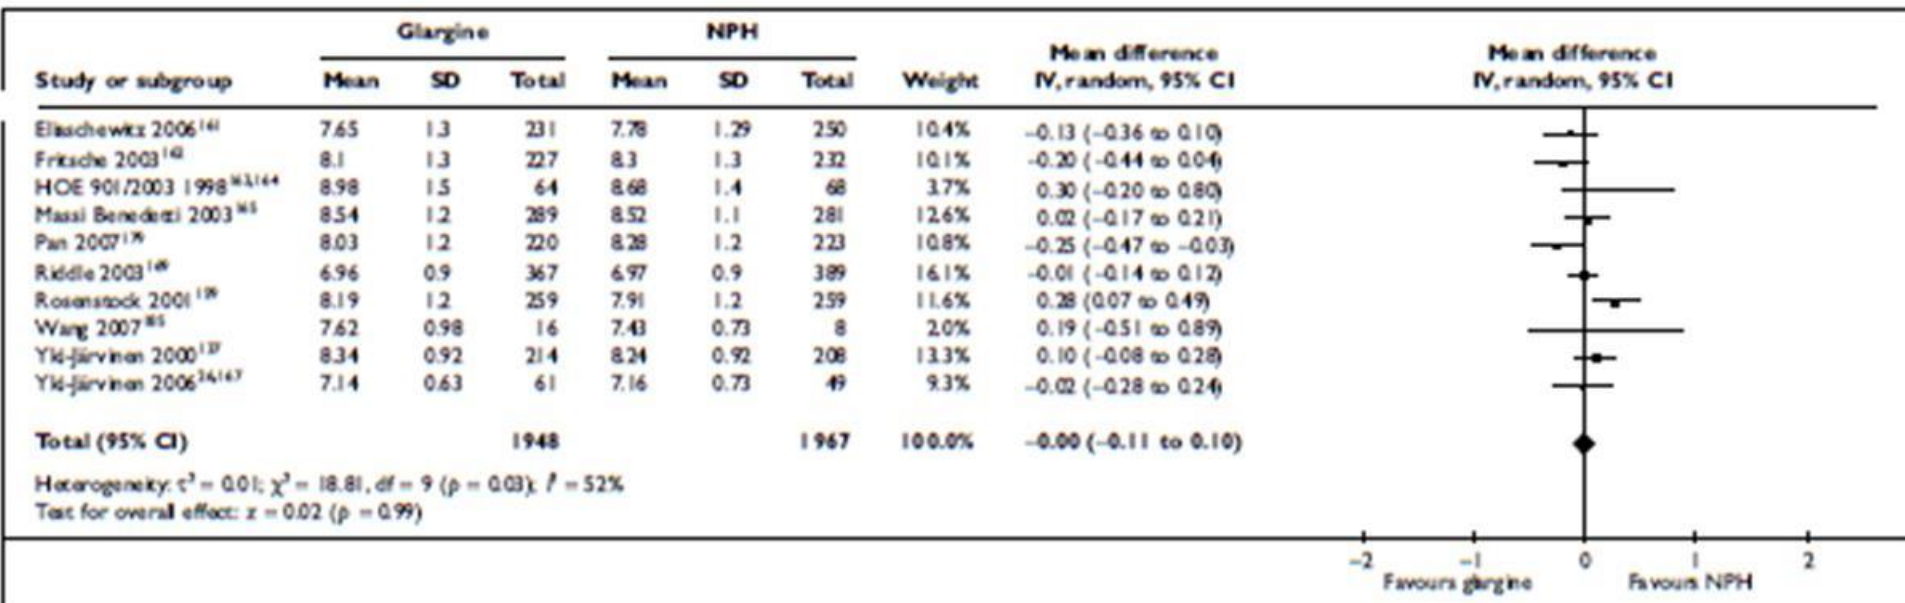 Glargine NPH
Mean difference Mean difference
Study or subgroup Mean SD Total Mean SD Total Weight IV, random, 95% CI IV, random, 95% CI
Eliaschewitz 2006¹⁶¹ 7.65 1.3 231 7.78 1.29 250 10.4% −0.13 (−0.36 to 0.10)
Fritsche 2003¹⁶² 8.1 1.3 227 8.3 1.3 232 10.1% −0.20 (−0.44 to 0.04)
HOE 901/2003 1998¹⁶³,¹⁶⁴ 8.98 1.5 64 8.68 1.4 68 3.7% 0.30 (−0.20 to 0.80)
Massi Benedetti 2003¹⁶⁵ 8.54 1.2 289 8.52 1.1 281 12.6% 0.02 (−0.17 to 0.21)
Pan 2007 8.03 1.2 220 8.28 1.2 223 10.8% −0.25 (−0.47 to −0.03)
Riddle 2003 6.96 0.9 367 6.97 0.9 389 16.1% −0.01 (−0.14 to 0.12)
Rosenstock 2001 8.19 1.2 259 7.91 1.2 259 11.6% 0.28 (0.07 to 0.49)
Wang 2007 7.62 0.98 16 7.43 0.73 8 2.0% 0.19 (−0.51 to 0.89)
Yki-Järvinen 2000 8.34 0.92 214 8.24 0.92 208 13.3% 0.10 (−0.08 to 0.28)
Yki-Järvinen 2006 7.14 0.63 61 7.16 0.73 49 9.3% −0.02 (−0.28 to 0.24)
Total (95% CI) 1948 1967 100.0% −0.00 (−0.11 to 0.10)
Heterogeneity: τ² = 0.01; χ² = 18.81, df = 9 (p = 0.03); I² = 52%
Test for overall effect: z = 0.02 (p = 0.99)
−2 −1 0 1 2
Favours glargine Favours NPH